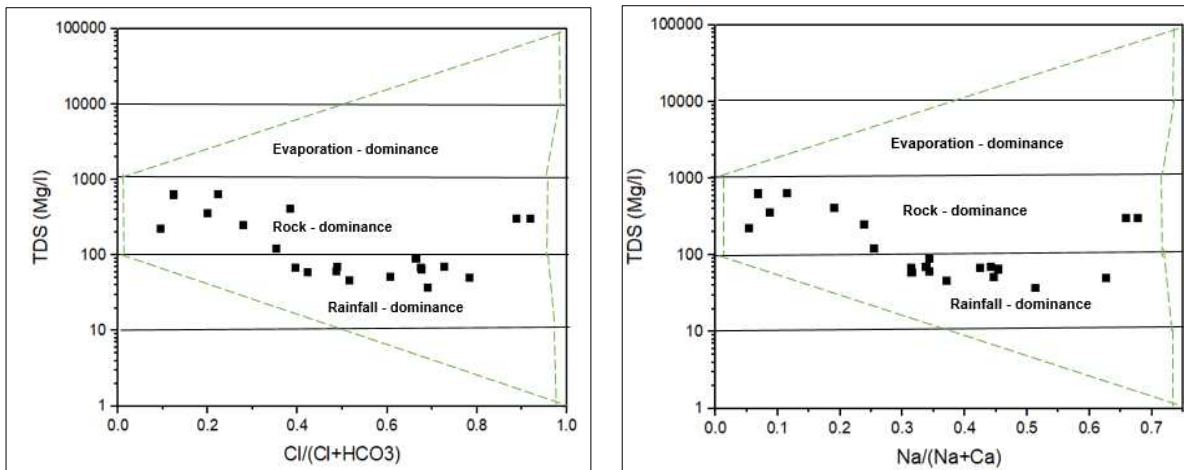 100000
10000
1000
100
10
1
TDS (Mg/l)
Evaporation - dominance
Rock - dominance
Rainfall - dominance
0.0 0.2 0.4 0.6 0.8 1.0
Cl/(Cl+HCO3)
100000
10000
1000
100
10
1
TDS (Mg/l)
Evaporation - dominance
Rock - dominance
Rainfall - dominance
0.0 0.1 0.2 0.3 0.4 0.5 0.6 0.7
Na/(Na+Ca)